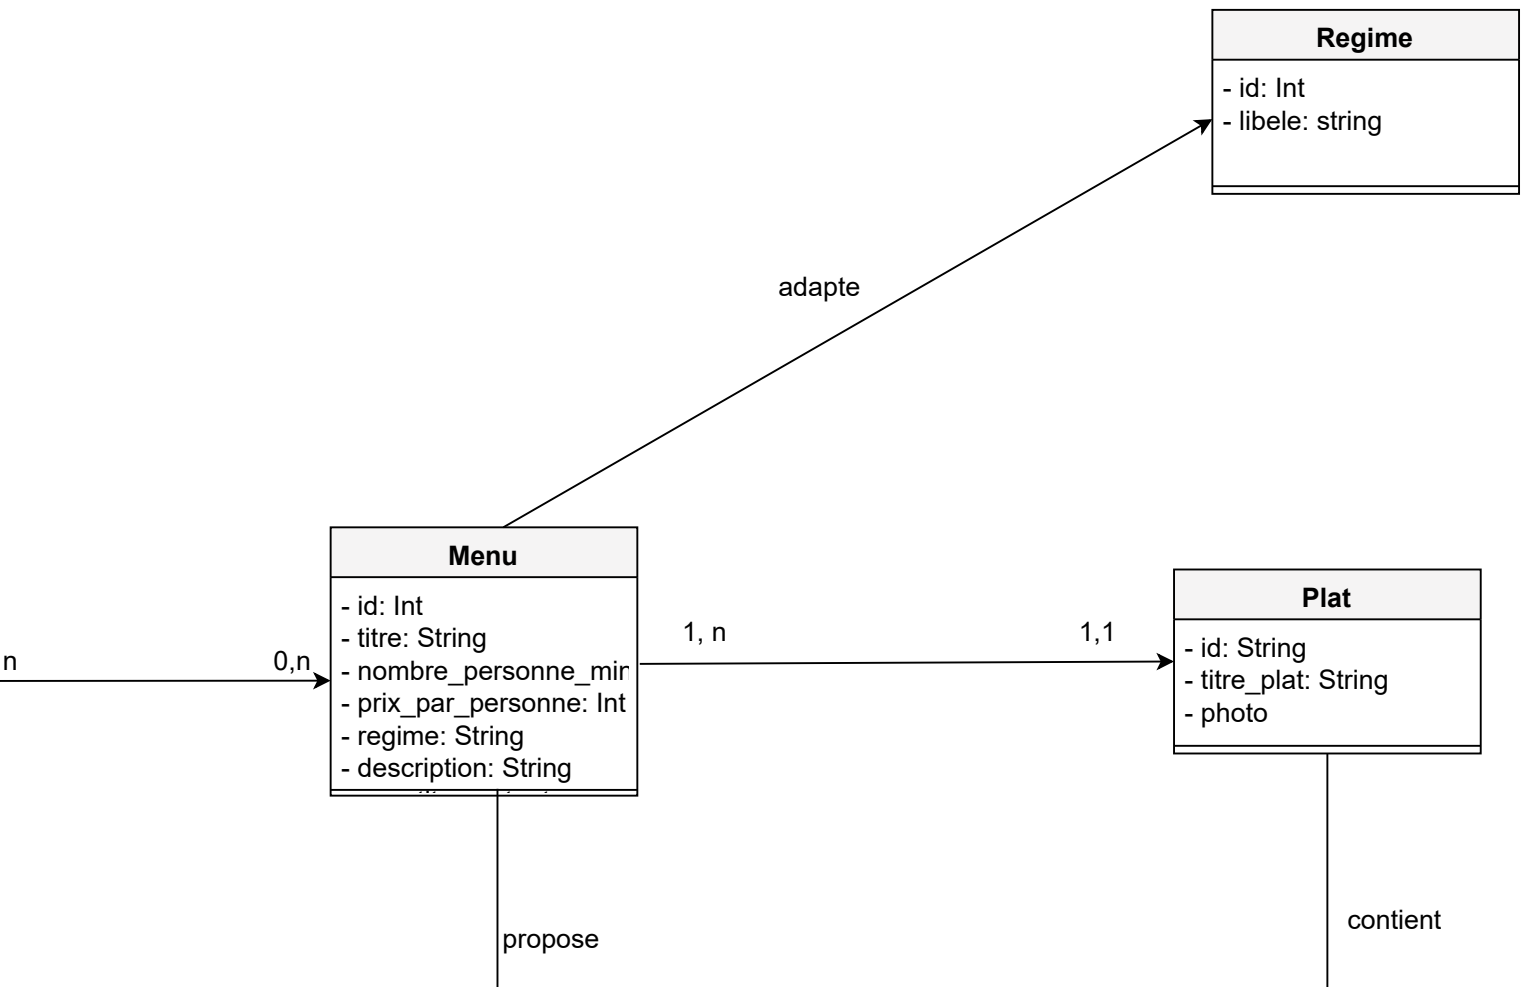 Regime
- id: Int
- libele: string
adapte
Menu
- id: Int
- titre: String
- nombre_personne_min
- prix_par_personne: Int
- regime: String
- description: String
n
0,n
1, n
1,1
Plat
- id: String
- titre_plat: String
- photo
propose
contient